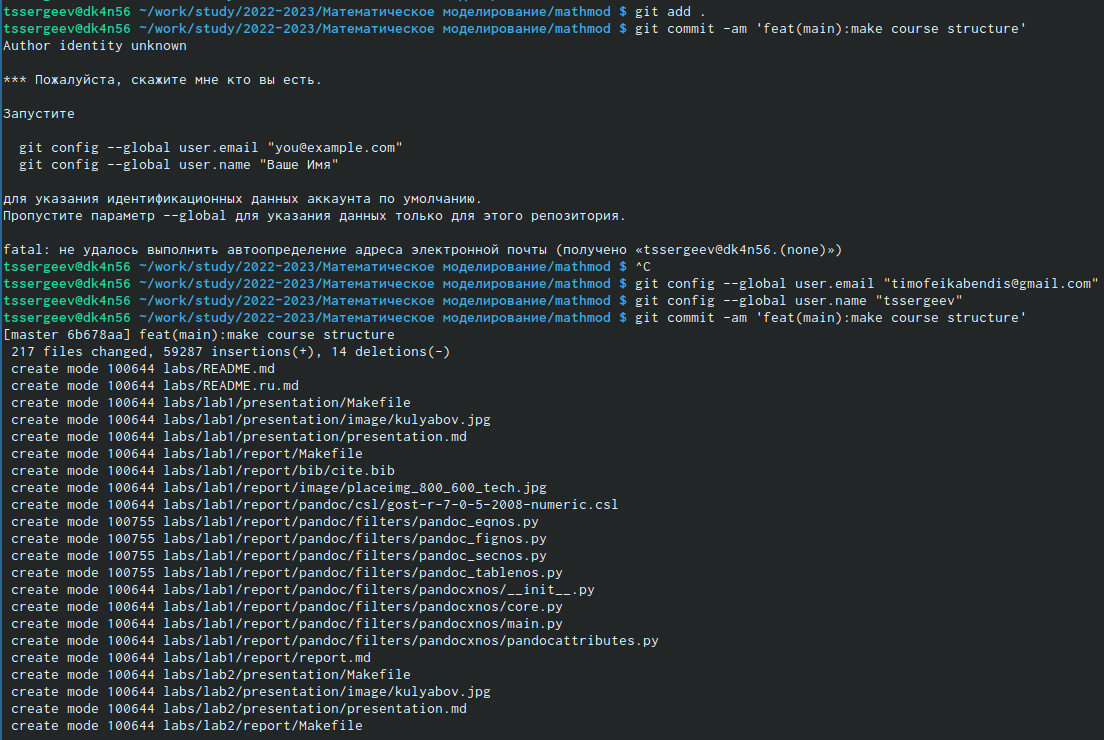 tssergeev@dk4n56 ~/work/study/2022-2023/Математическое моделирование/mathmod $ git add .
tssergeev@dk4n56 ~/work/study/2022-2023/Математическое моделирование/mathmod $ git commit -am 'feat(main):make course structure'
Author identity unknown
*** Пожалуйста, скажите мне кто вы есть.
Запустите
  git config --global user.email "you@example.com"
  git config --global user.name "Ваше Имя"
для указания идентификационных данных аккаунта по умолчанию.
Пропустите параметр --global для указания данных только для этого репозитория.
fatal: не удалось выполнить автоопределение адреса электронной почты (получено «tssergeev@dk4n56.(none)»)
tssergeev@dk4n56 ~/work/study/2022-2023/Математическое моделирование/mathmod $ ^C
tssergeev@dk4n56 ~/work/study/2022-2023/Математическое моделирование/mathmod $ git config --global user.email "timofeikabendis@gmail.com"
tssergeev@dk4n56 ~/work/study/2022-2023/Математическое моделирование/mathmod $ git config --global user.name "tssergeev"
tssergeev@dk4n56 ~/work/study/2022-2023/Математическое моделирование/mathmod $ git commit -am 'feat(main):make course structure'
[master 6b678aa] feat(main):make course structure
 217 files changed, 59287 insertions(+), 14 deletions(-)
 create mode 100644 labs/README.md
 create mode 100644 labs/README.ru.md
 create mode 100644 labs/lab1/presentation/Makefile
 create mode 100644 labs/lab1/presentation/image/kulyabov.jpg
 create mode 100644 labs/lab1/presentation/presentation.md
 create mode 100644 labs/lab1/report/Makefile
 create mode 100644 labs/lab1/report/bib/cite.bib
 create mode 100644 labs/lab1/report/image/placeimg_800_600_tech.jpg
 create mode 100644 labs/lab1/report/pandoc/csl/gost-r-7-0-5-2008-numeric.csl
 create mode 100755 labs/lab1/report/pandoc/filters/pandoc_eqnos.py
 create mode 100755 labs/lab1/report/pandoc/filters/pandoc_fignos.py
 create mode 100755 labs/lab1/report/pandoc/filters/pandoc_secnos.py
 create mode 100755 labs/lab1/report/pandoc/filters/pandoc_tablenos.py
 create mode 100644 labs/lab1/report/pandoc/filters/pandocxnos/__init__.py
 create mode 100644 labs/lab1/report/pandoc/filters/pandocxnos/core.py
 create mode 100644 labs/lab1/report/pandoc/filters/pandocxnos/main.py
 create mode 100644 labs/lab1/report/pandoc/filters/pandocxnos/pandocattributes.py
 create mode 100644 labs/lab1/report/report.md
 create mode 100644 labs/lab2/presentation/Makefile
 create mode 100644 labs/lab2/presentation/image/kulyabov.jpg
 create mode 100644 labs/lab2/presentation/presentation.md
 create mode 100644 labs/lab2/report/Makefile